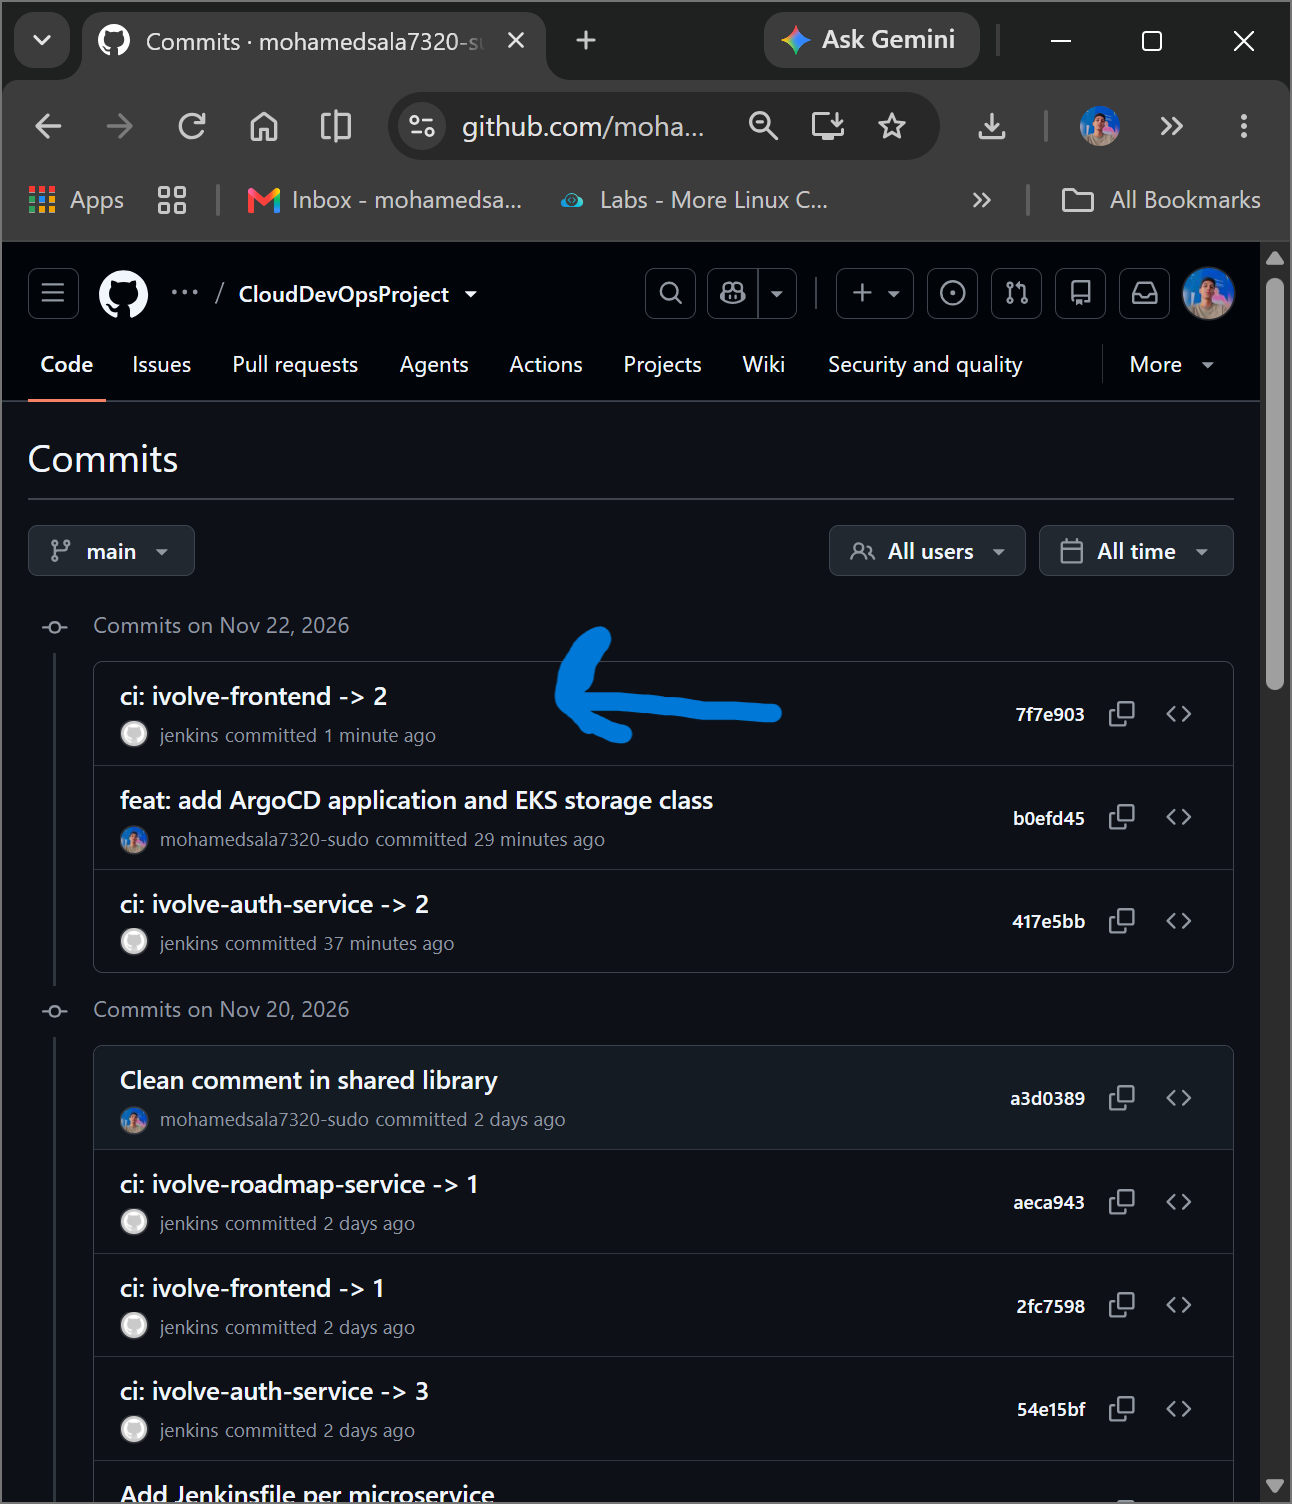 Commits · mohamedsala7320-su
Ask Gemini
github.com/moha...
Apps
Inbox - mohamedsa...
Labs - More Linux C...
All Bookmarks
... / CloudDevOpsProject
Code Issues Pull requests Agents Actions Projects Wiki Security and quality More
Commits
main
All users
All time
Commits on Nov 22, 2026
ci: ivolve-frontend -> 2
jenkins committed 1 minute ago
7f7e903
feat: add ArgoCD application and EKS storage class
mohamedsala7320-sudo committed 29 minutes ago
b0efd45
ci: ivolve-auth-service -> 2
jenkins committed 37 minutes ago
417e5bb
Commits on Nov 20, 2026
Clean comment in shared library
mohamedsala7320-sudo committed 2 days ago
a3d0389
ci: ivolve-roadmap-service -> 1
jenkins committed 2 days ago
aeca943
ci: ivolve-frontend -> 1
jenkins committed 2 days ago
2fc7598
ci: ivolve-auth-service -> 3
jenkins committed 2 days ago
54e15bf
Add Jenkinsfile per microservice